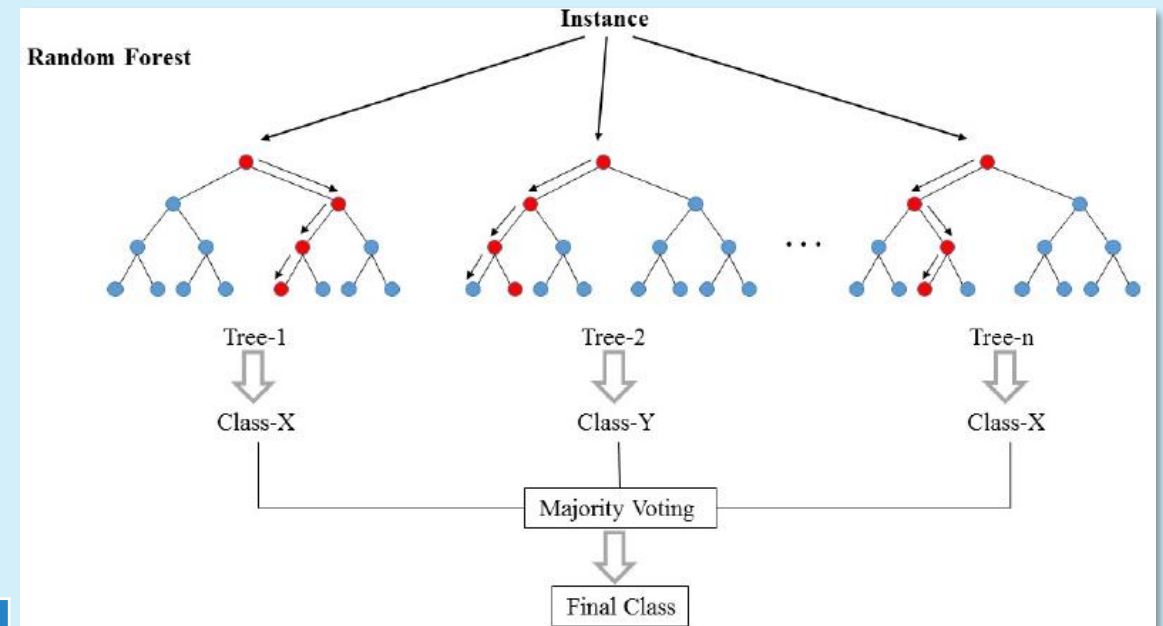 Instance
Random Forest
...
Tree-1
Tree-2
Tree-n
Class-X
Class-Y
Class-X
Majority Voting
Final Class